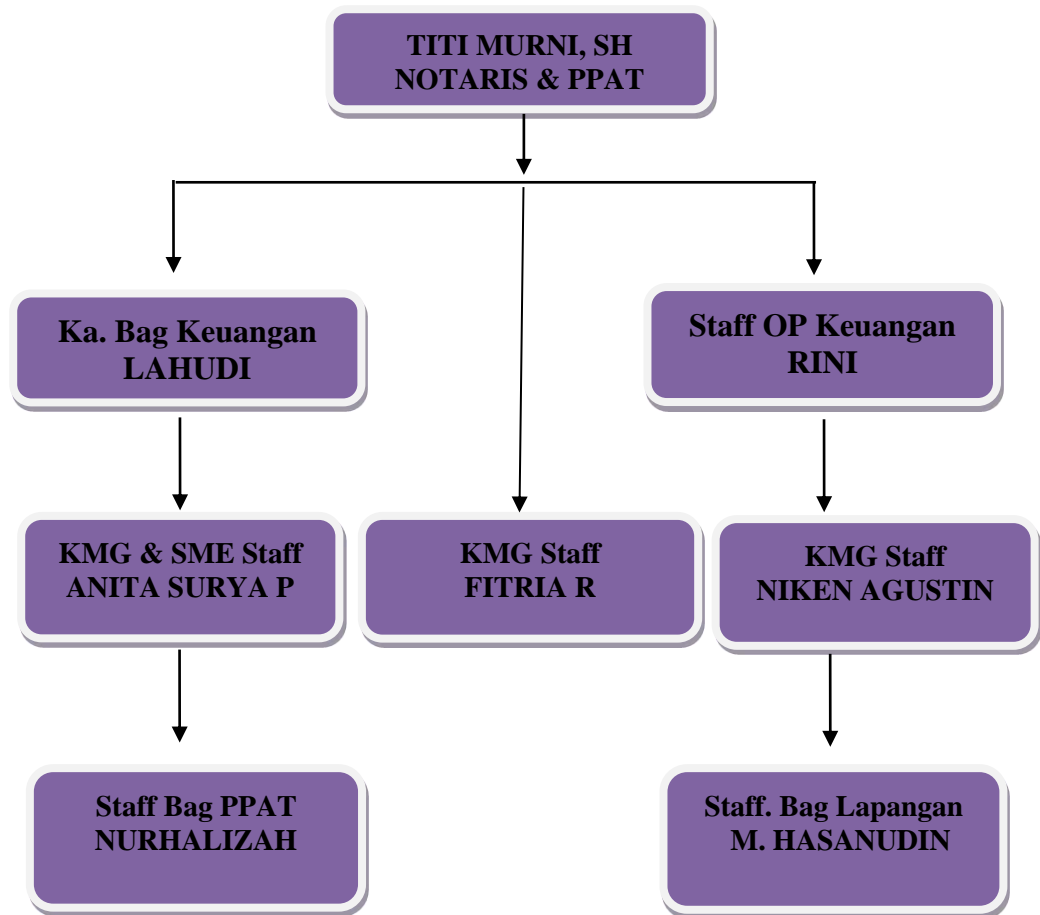 TITI MURNI, SH
NOTARIS & PPAT
Ka. Bag Keuangan
LAHUDI
Staff OP Keuangan
RINI
KMG & SME Staff
ANITA SURYA P
KMG Staff
FITRIA R
KMG Staff
NIKEN AGUSTIN
Staff Bag PPAT
NURHALIZAH
Staff. Bag Lapangan
M. HASANUDIN